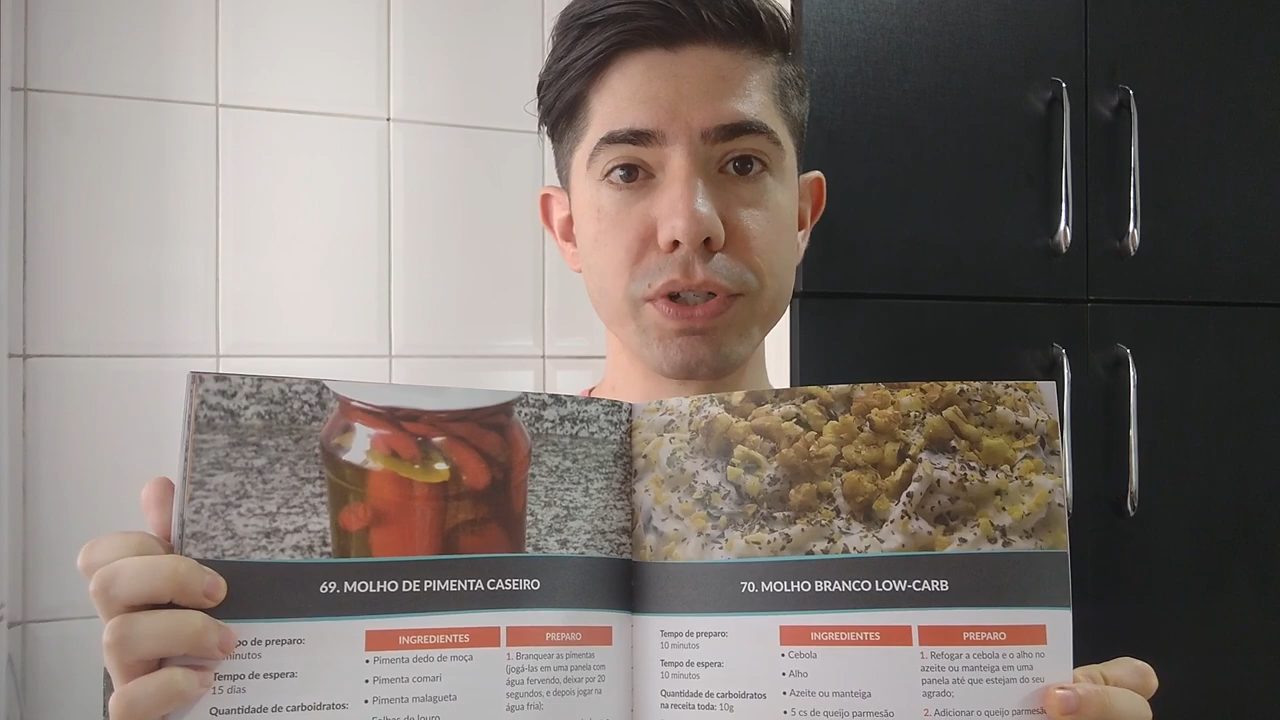 69. MOLHO DE PIMENTA CASEIRO
po de preparo:
minutos
Tempo de espera:
15 dias
Quantidade de carboidratos:
INGREDIENTES
• Pimenta dedo de moça
• Pimenta comari
• Pimenta malagueta
• Folhas de louro
PREPARO
1. Branquear as pimentas
(jogá-las em uma panela com
água fervendo, deixar por 20
segundos, e depois jogar na
água fria);
70. MOLHO BRANCO LOW-CARB
Tempo de preparo:
10 minutos
Tempo de espera:
10 minutos
Quantidade de carboidratos
na receita toda: 10g
INGREDIENTES
• Cebola
• Alho
• Azeite ou manteiga
• 5 cs de queijo parmesão
PREPARO
1. Refogar a cebola e o alho no
azeite ou manteiga em uma
panela até que estejam do seu
agrado;
2. Adicionar o queijo parmesão